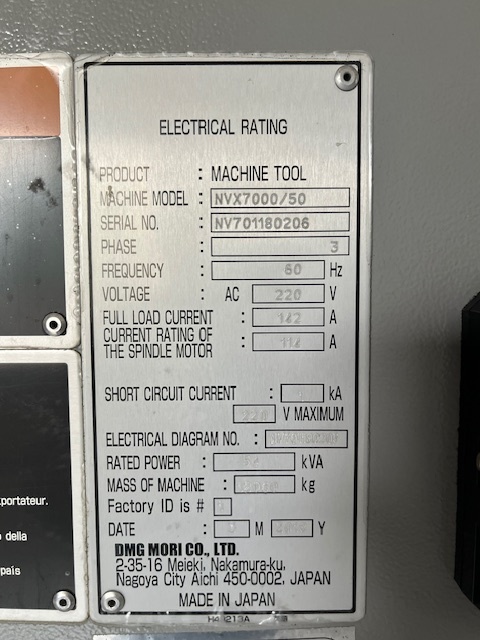 ELECTRICAL RATING
PRODUCT : MACHINE TOOL
MACHINE MODEL : NVX7000/50
SERIAL NO. : NV701180206
PHASE : 3
FREQUENCY : 60 Hz
VOLTAGE : AC 220 V
FULL LOAD CURRENT : 142 A
CURRENT RATING OF THE SPINDLE MOTOR : 114 A
SHORT CIRCUIT CURRENT : kA
220 V MAXIMUM
ELECTRICAL DIAGRAM NO. :
RATED POWER : kVA
MASS OF MACHINE : kg
Factory ID is #
DATE : M Y
DMG MORI CO., LTD.
2-35-16 Meieki, Nakamura-ku,
Nagoya City Aichi 450-0002, JAPAN
MADE IN JAPAN
portateur.
della
pais